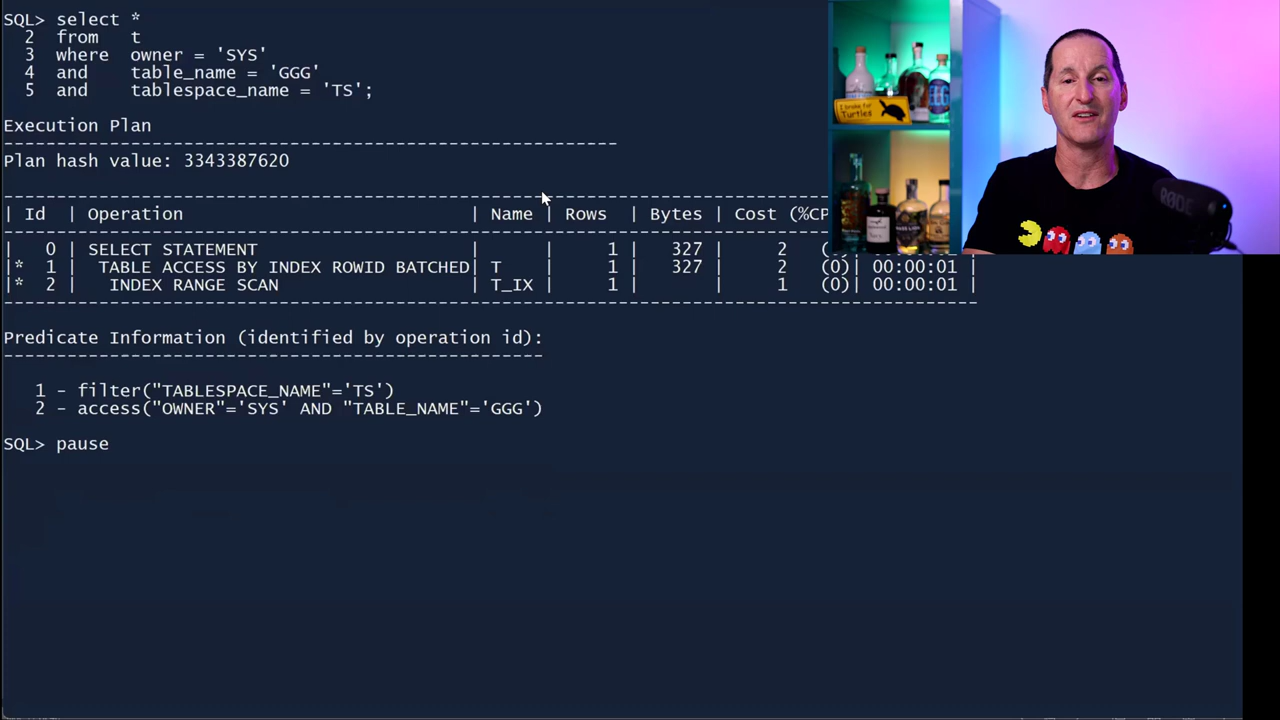 SQL> select *
2 from t
3 where owner = 'SYS'
4 and table_name = 'GGG'
5 and tablespace_name = 'TS';
Execution Plan
----------------------------------------------------------
Plan hash value: 3343387620
--------------------------------------------------------------------------------------------
| Id | Operation | Name | Rows | Bytes | Cost (%CP
--------------------------------------------------------------------------------------------
| 0 | SELECT STATEMENT | | 1 | 327 | 2 (
|* 1 | TABLE ACCESS BY INDEX ROWID BATCHED| T | 1 | 327 | 2 (0)| 00:00:01 |
|* 2 | INDEX RANGE SCAN | T_IX | 1 | | 1 (0)| 00:00:01 |
--------------------------------------------------------------------------------------------
Predicate Information (identified by operation id):
---------------------------------------------------
1 - filter("TABLESPACE_NAME"='TS')
2 - access("OWNER"='SYS' AND "TABLE_NAME"='GGG')
SQL> pause
I brake for
Turtles
RØDE